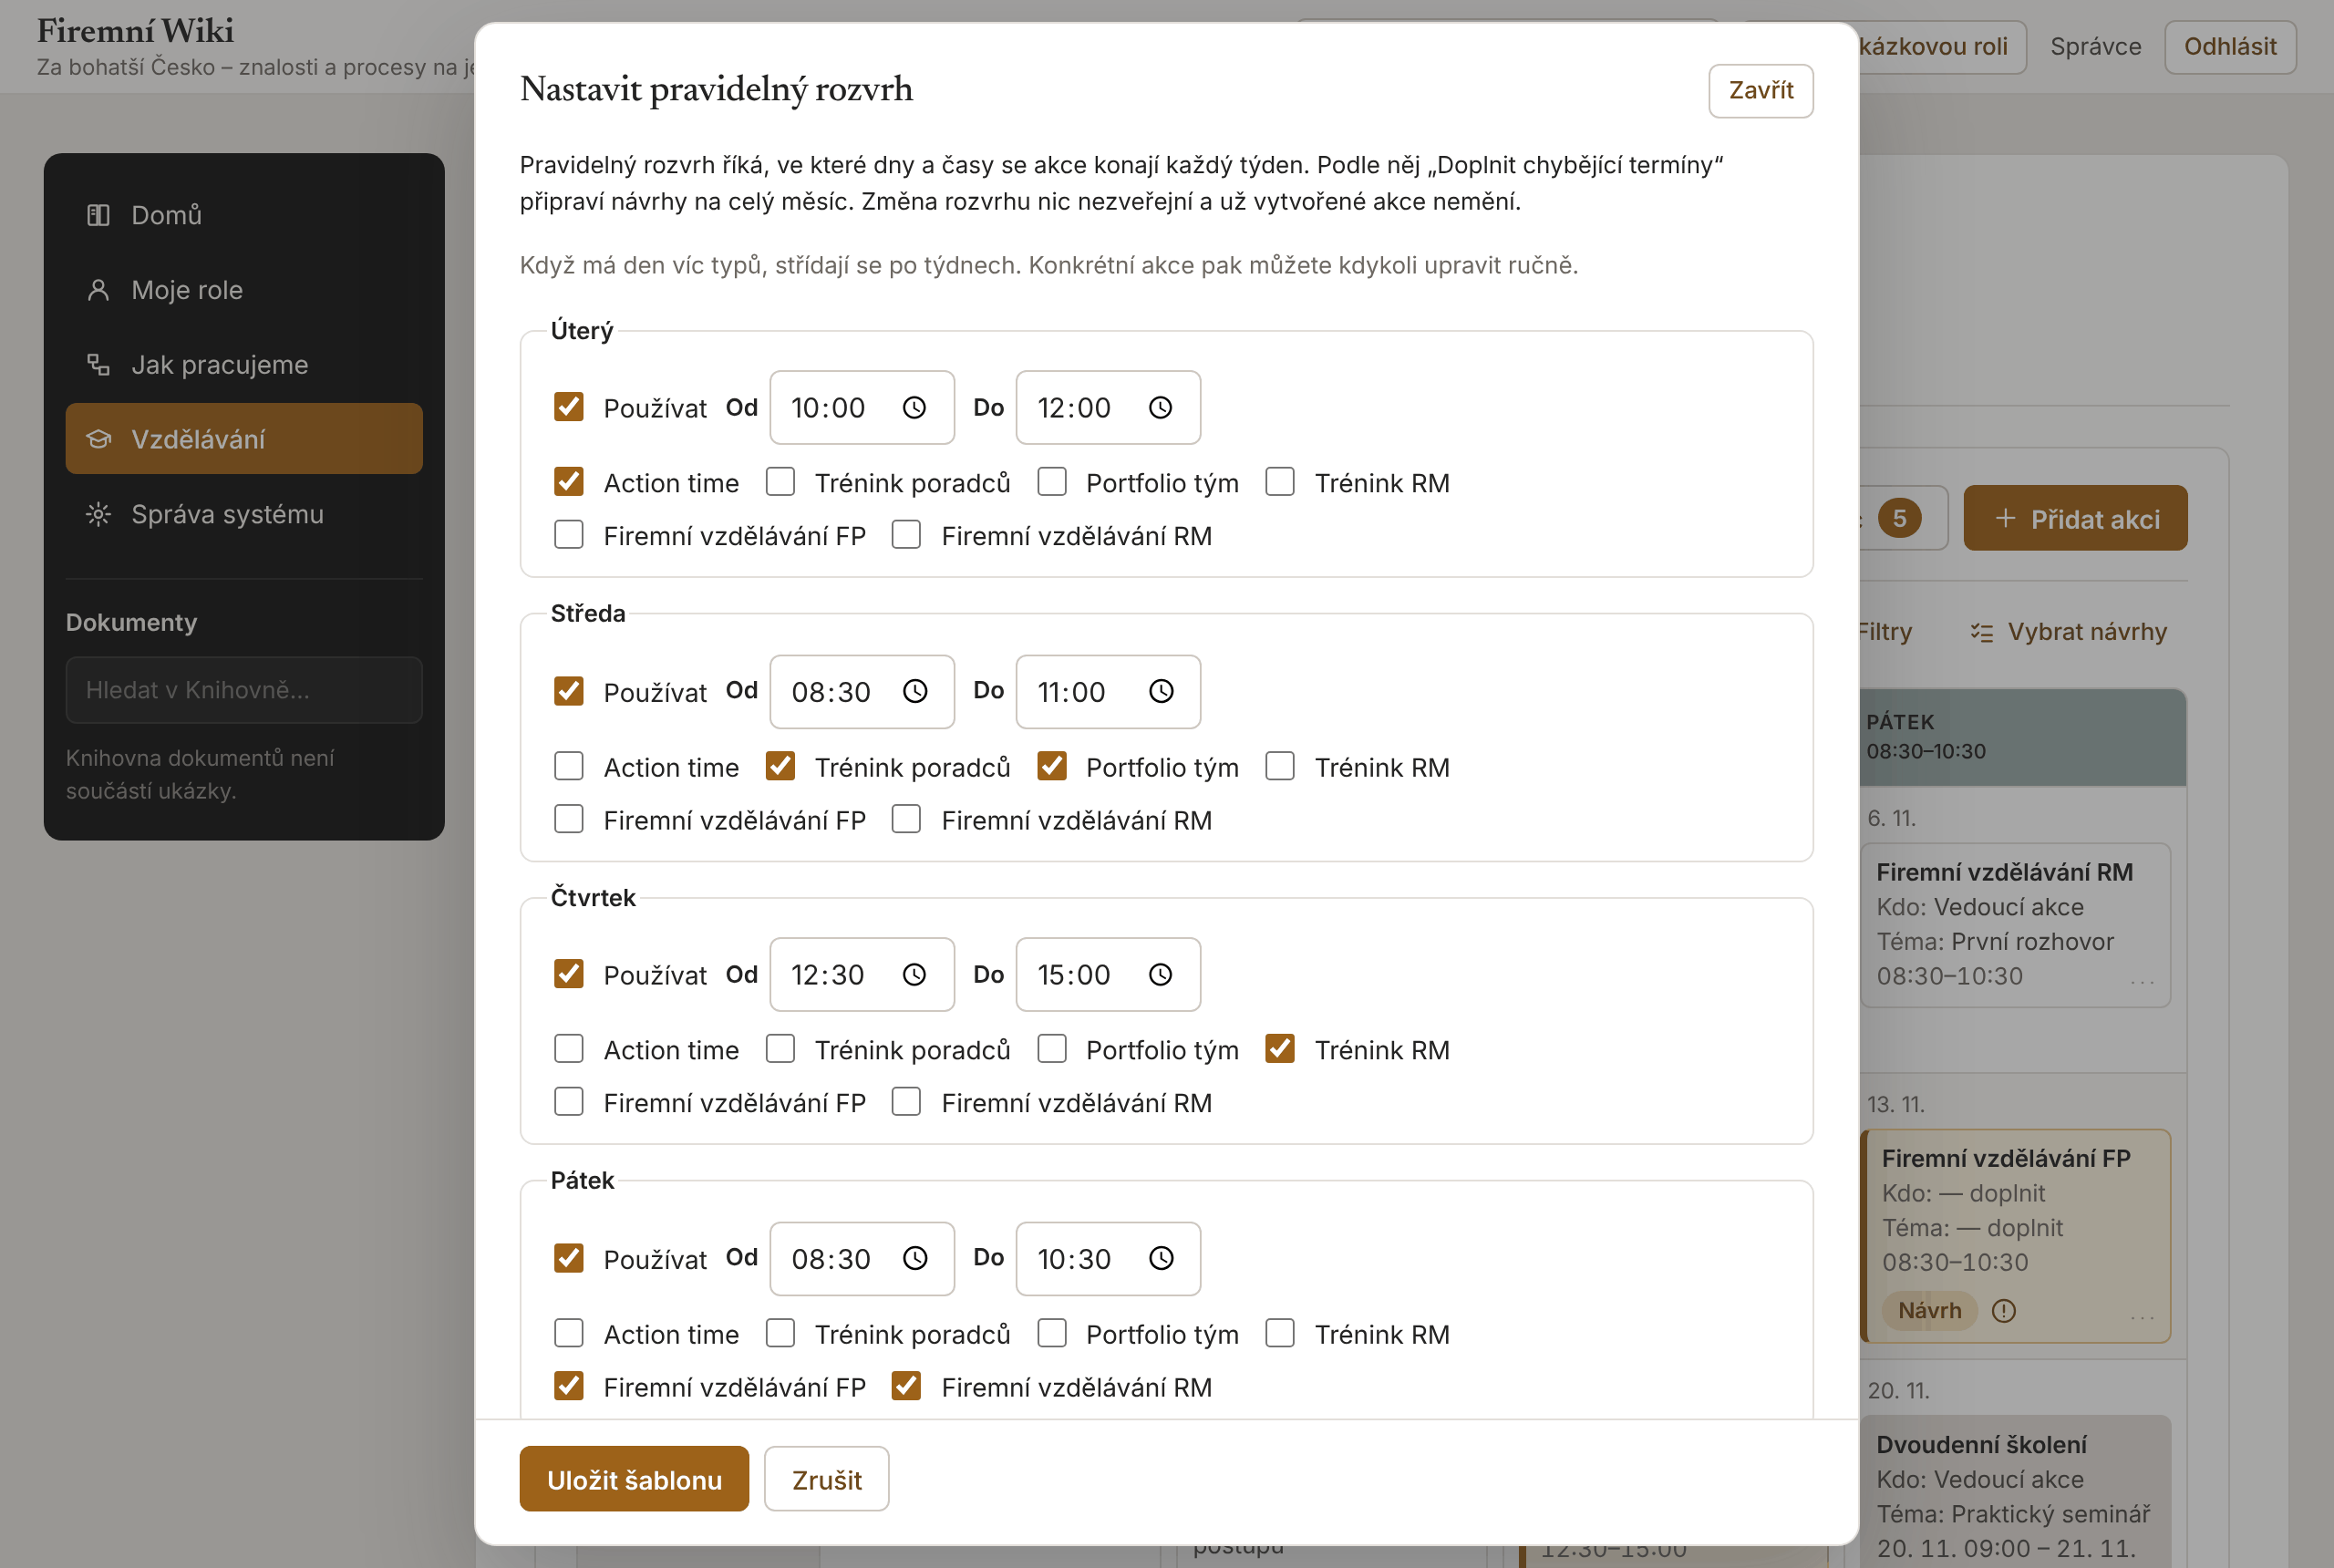 Firemní Wiki
Za bohatší Česko – znalosti a procesy na
kázkovou roli
Správce
Odhlásit
Domů
Moje role
Jak pracujeme
Vzdělávání
Správa systému
Dokumenty
Hledat v Knihovně...
Knihovna dokumentů není
součástí ukázky.
Nastavit pravidelný rozvrh
Zavřít
Pravidelný rozvrh říká, ve které dny a časy se akce konají každý týden. Podle něj „Doplnit chybějící termíny“
připraví návrhy na celý měsíc. Změna rozvrhu nic nezveřejní a už vytvořené akce nemění.
Když má den víc typů, střídají se po týdnech. Konkrétní akce pak můžete kdykoli upravit ručně.
Úterý
Používat Od 10:00 Do 12:00
Action time Trénink poradců Portfolio tým Trénink RM
Firemní vzdělávání FP Firemní vzdělávání RM
Středa
Používat Od 08:30 Do 11:00
Action time Trénink poradců Portfolio tým Trénink RM
Firemní vzdělávání FP Firemní vzdělávání RM
Čtvrtek
Používat Od 12:30 Do 15:00
Action time Trénink poradců Portfolio tým Trénink RM
Firemní vzdělávání FP Firemní vzdělávání RM
Pátek
Používat Od 08:30 Do 10:30
Action time Trénink poradců Portfolio tým Trénink RM
Firemní vzdělávání FP Firemní vzdělávání RM
Uložit šablonu
Zrušit
5
+ Přidat akci
Filtry
Vybrat návrhy
PÁTEK
08:30–10:30
6. 11.
Firemní vzdělávání RM
Kdo: Vedoucí akce
Téma: První rozhovor
08:30–10:30
...
13. 11.
Firemní vzdělávání FP
Kdo: — doplnit
Téma: — doplnit
08:30–10:30
Návrh
...
20. 11.
Dvoudenní školení
Kdo: Vedoucí akce
Téma: Praktický seminář
20. 11. 09:00 – 21. 11.
postupu
12:30–15:00